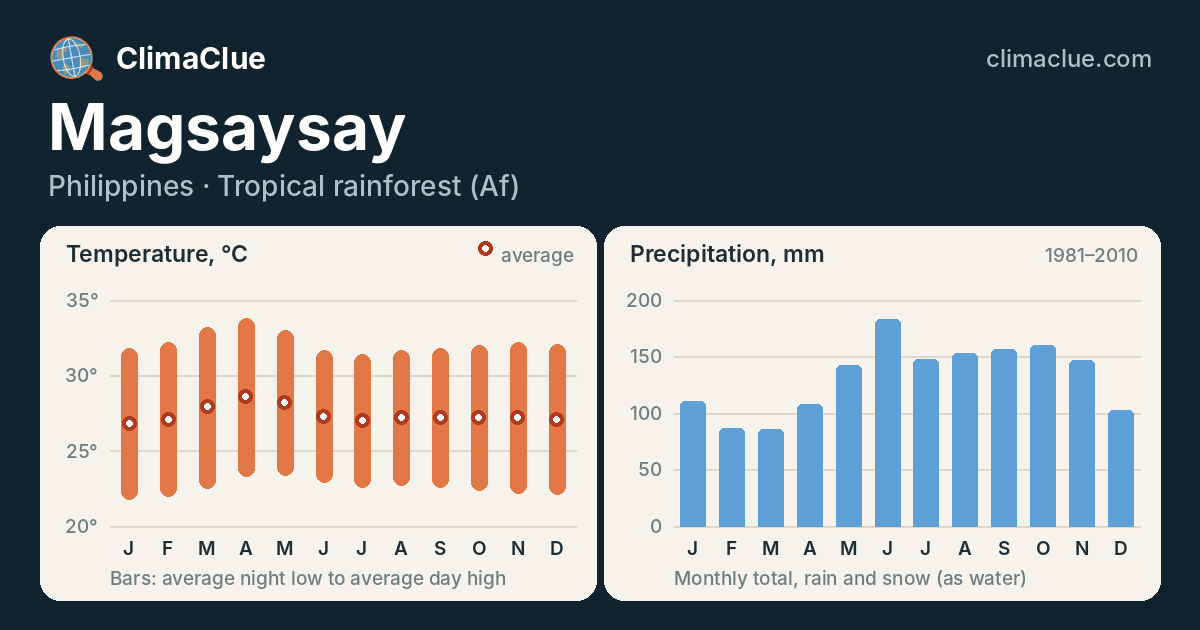 ClimaClue
climaclue.com
Magsaysay
Philippines · Tropical rainforest (Af)
Temperature, °C
average
35°
30°
25°
20°
J F M A M J J A S O N D
Bars: average night low to average day high
Precipitation, mm
1981–2010
200
150
100
50
0
J F M A M J J A S O N D
Monthly total, rain and snow (as water)